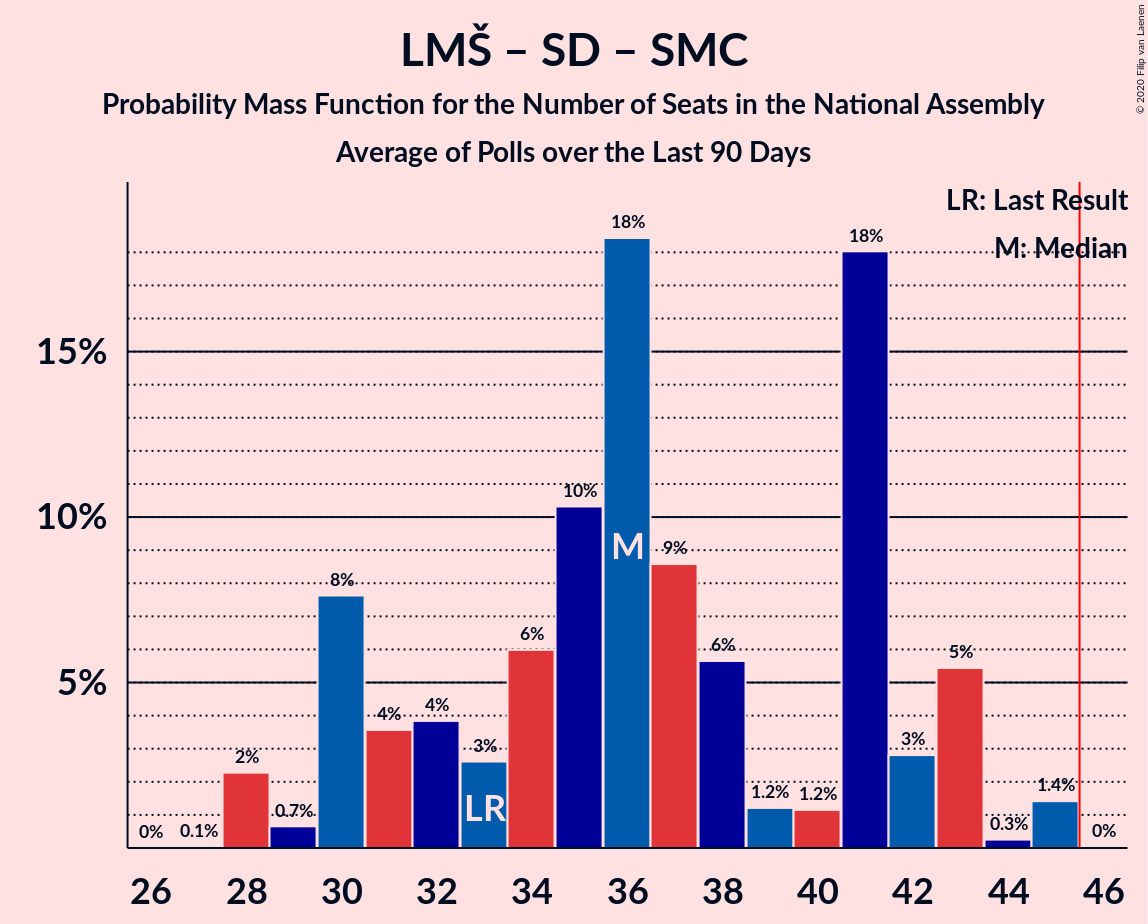 LMŠ – SD – SMC
Probability Mass Function for the Number of Seats in the National Assembly
Average of Polls over the Last 90 Days
© 2020 Filip van Laenen
LR: Last Result
M: Median
15%
10%
5%
0%
0.1%
2%
0.7%
8%
4%
4%
3%
6%
10%
18%
9%
6%
1.2%
1.2%
18%
3%
5%
0.3%
1.4%
0%
LR
M
26 28 30 32 34 36 38 40 42 44 46